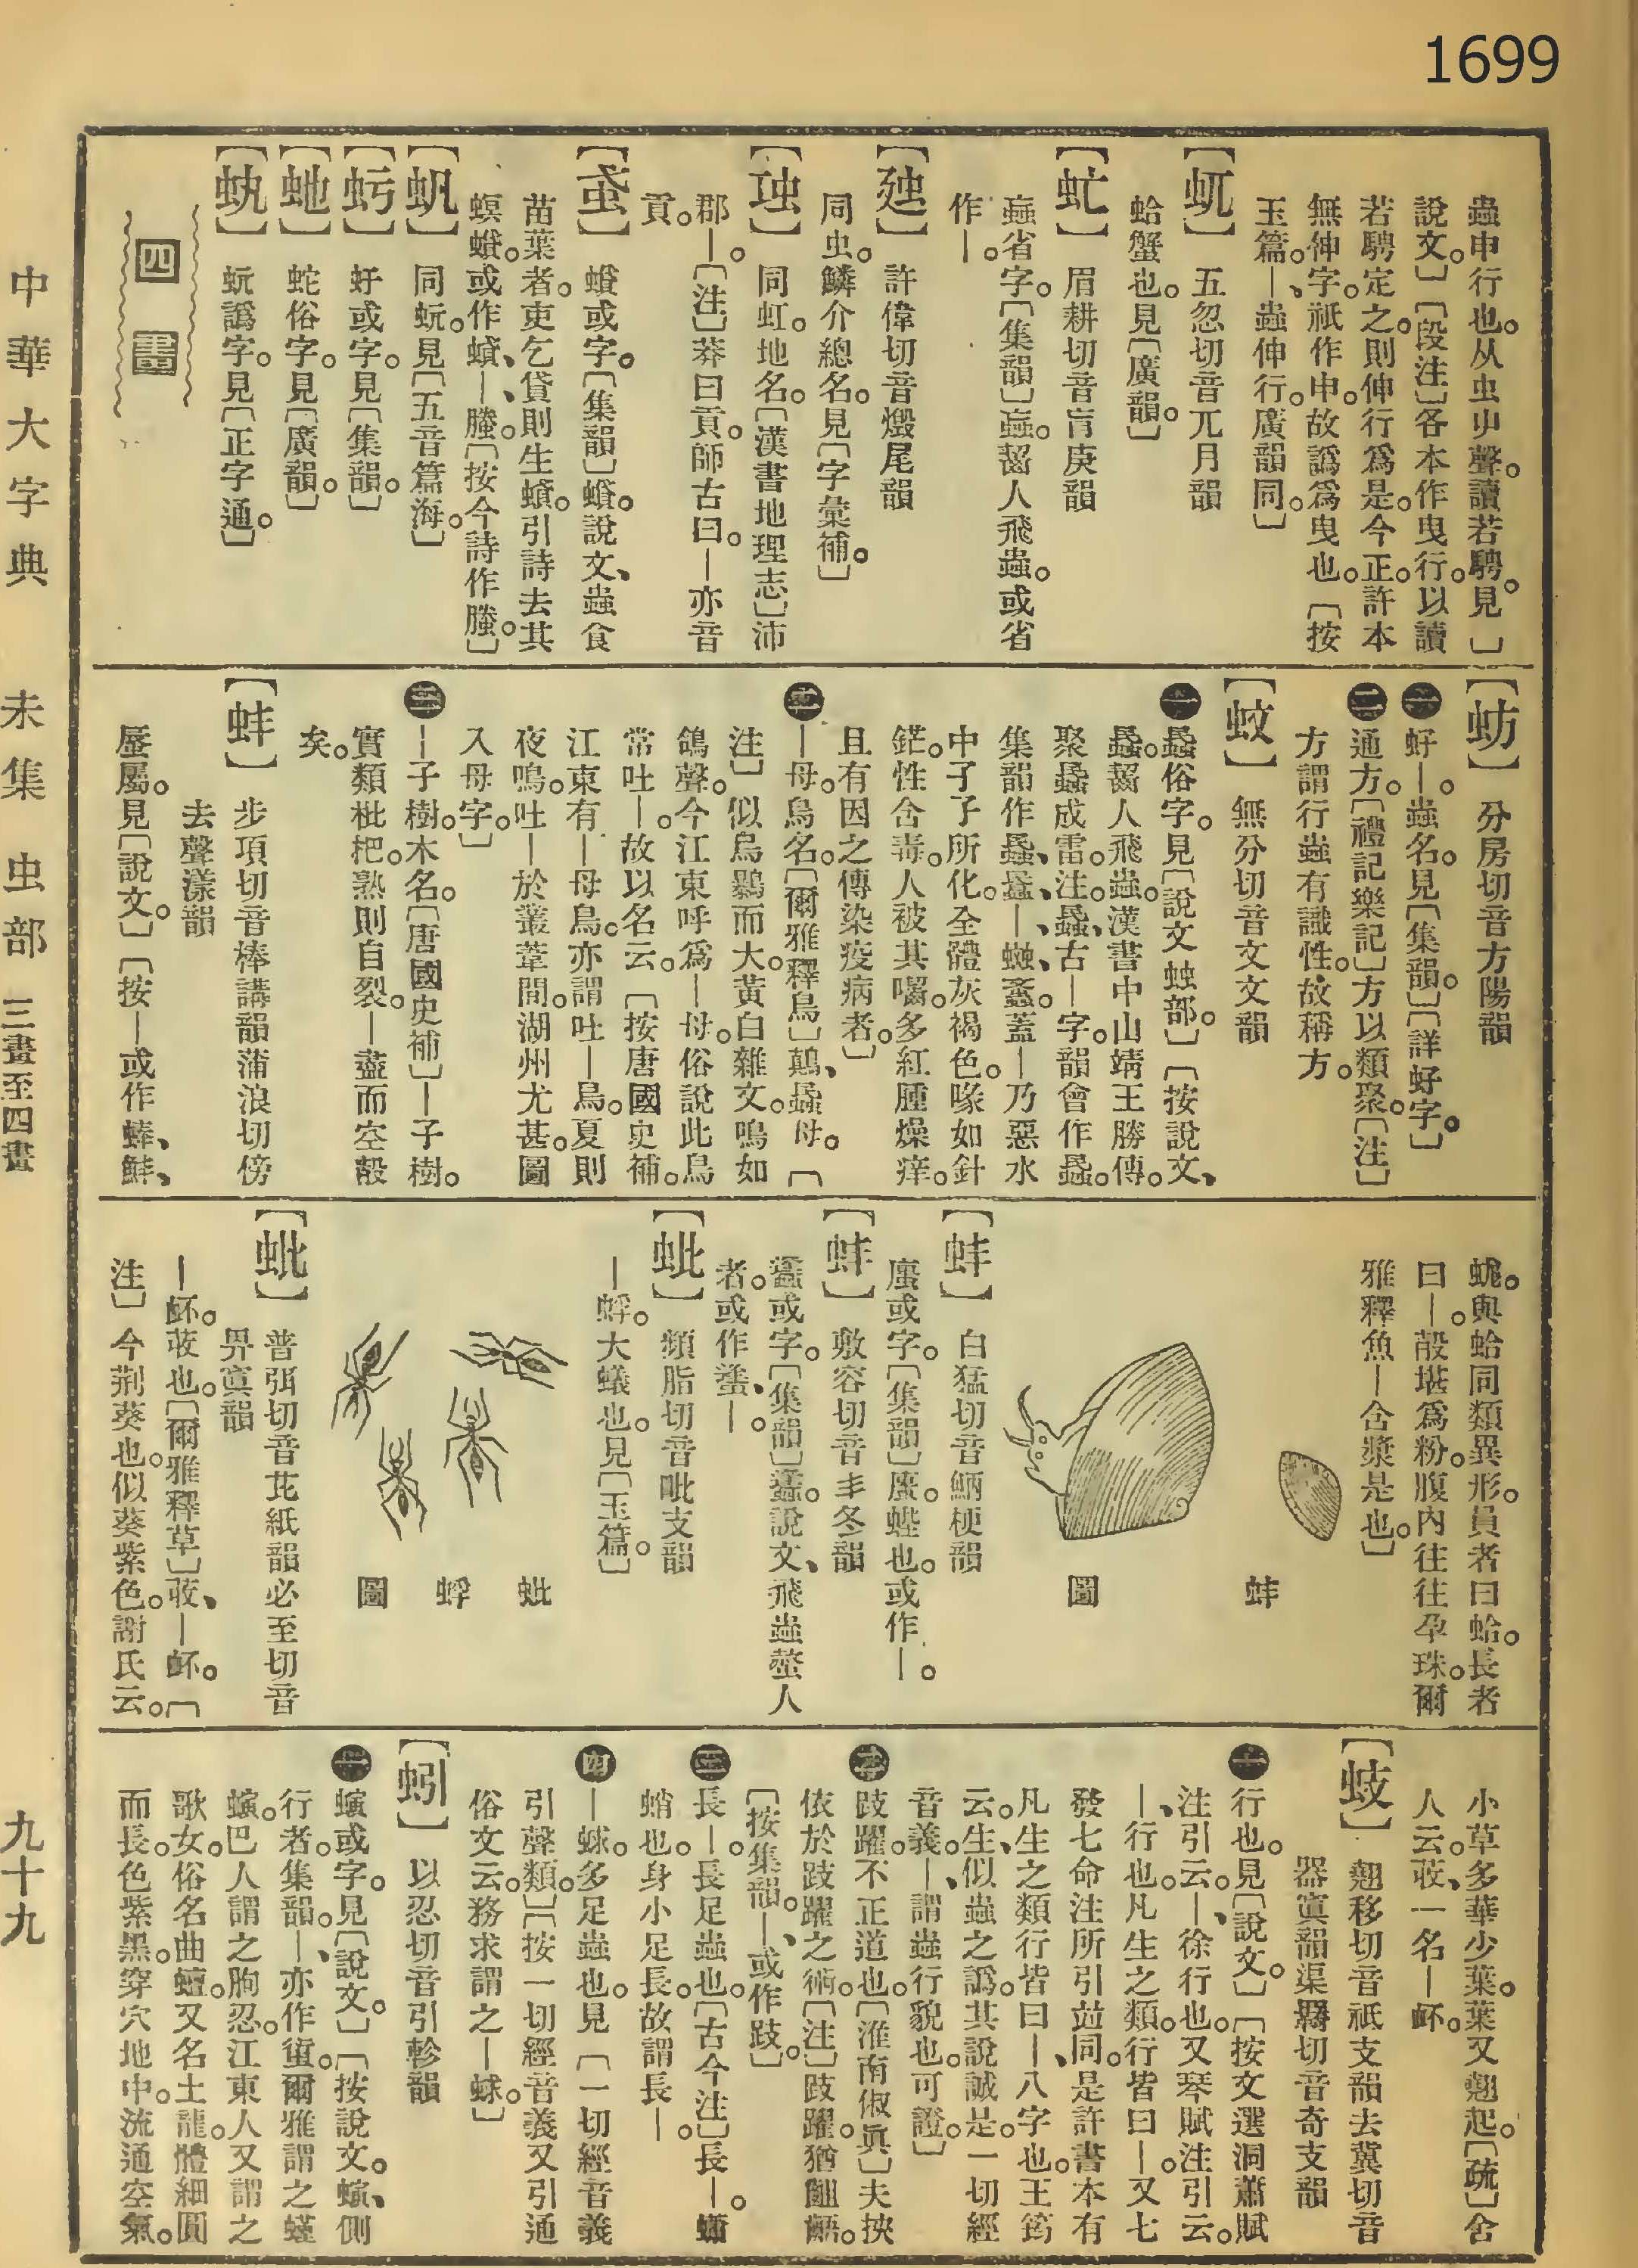 1699
蟲申行也。从虫屮聲。讀若騁。見〔
說文。〕〔段注〕各本作曳行。以讀
若騁定之。則伸行爲是。今正。許本
無伸字。祇作申。故譌爲曳也。〔按
玉篇。—、蟲伸行。廣韻同。〕
【虭】
五忽切音兀月韻
蛤蟹也。見〔廣韻。〕
【䖟】
眉耕切音盲庚韻
蝱省字。〔集韻〕蝱。齧人飛蟲。或省
作—。
許偉切音燬尾韻
同虫。鱗介總名。見〔字彙補。〕
同虹。地名。〔漢書地理志〕沛
郡—。〔注〕莽曰貢。師古曰。—亦音
貢。
蟘或字。〔集韻〕蟘。說文、蟲食
苗葉者。吏乞貸則生蟘。引詩去其
螟蟘。或作蟘、—、螣。〔按今詩作螣。〕
同蚖。見〔五音篇海。〕
【虧】
虶或字。見〔集韻。〕
【虵】
蛇俗字。見〔廣韻。〕
蚖譌字。見〔正字通。〕
四畫
【蚄】
分房切音方陽韻
㊀虸—。蟲名。見〔集韻。〕〔詳虸字。〕
㊁通方。〔禮記樂記〕方以類聚。〔注〕
方謂行蟲有識性。故稱方。
【蚊】
無分切音文文韻
㊀蟁俗字。見〔說文䖵部。〕〔按說文、
蟁。齧人飛蟲。漢書中山靖王勝傳。
聚蟁成雷。注、蟁、古—字。韻會作蟁。
集韻作蟁、䘇、—、蟁、螡。蓋—乃惡水
中孑孓所化。全體灰褐色。喙如針
鋩。性含毒。人被其囓。多紅腫燥痒。
且有因之傳染疫病者。〕
㊁—母。鳥名。〔爾雅釋鳥〕鷏、蟁母。〔
注〕似烏鷃而大。黃白雜文。鳴如
鴿聲。今江東呼爲—母。俗說此鳥
常吐—。故以名云。〔按唐國史補。
江東有—母鳥。亦謂吐—鳥。夏則
夜鳴。吐—於叢葦間。湖州尤甚。圖
入母字。〕
㊂—子樹。木名。〔唐國史補〕—子樹。
實類枇杷。熟則自裂。—盡而空殼
矣。
【蚌】
步項切音棒講韻蒲浪切傍
去聲漾韻
蜃屬。見〔說文。〕〔按—或作蜯、鮮、
蜌。與蛤同類異形。員者曰蛤。長者
曰—。殼堪爲粉。腹內往往孕珠。爾
雅釋魚—含漿是也。〕
蚌
圖
【蚌】
白猛切音鮩梗韻
𧒂或字。〔集韻〕𧒂。蜌也。或作—。
【蚌】
敷容切音丰冬韻
蠭或字。〔集韻〕蠭。說文、飛蟲螫人
者。或作螸、—。
【蚍】
頻脂切音毗支韻
—蜉。大蟻也。見〔玉篇。〕
蚍
蜉
圖
【蚍】
普弭切音芘紙韻必至切音
畀寘韻
—衃。荍也。〔爾雅釋草〕荍、—衃。〔
注〕今荊葵也。似葵紫色。謝氏云。
小草多華少葉。葉又翹起。〔疏〕舍
人云。荍、一名—衃。
【蚑】
翹移切音祇支韻去冀切音
器寘韻渠羈切音奇支韻
㊀行也。見〔說文。〕〔按文選洞蕭賦
注引云。—、徐行也。又琴賦注引云。
—、行也。凡生之類。行皆曰—。又七
發七命注所引竝同。是許書本有
凡生之類行皆曰—、八字也。王筠
云。生、似蟲之譌。其說誠是。一切經
音義。—、謂蟲行貌也。可證。〕
㊁跂躍。不正道也。〔淮南俶眞〕夫挾
依於跂躍之術。〔注〕跂躍猶齟齬。
〔按集韻。—、或作跂。〕
㊂長—。長足蟲也。〔古今注〕長—。蠨
蛸也。身小足長。故謂長—。
㊃—蛷。多足蟲也。見〔一切經音義
引聲類。〕〔按一切經音義又引通
俗文云。務求謂之—蛷。〕
【蚓】
以忍切音引軫韻
㊀螾或字。見〔說文。〕〔按說文。螾、側
行者。集韻。—、亦作螾。爾雅謂之螼
螾。巴人謂之朐忍。江東人又謂之
歌女。俗名曲蟺。又名土龍。體細圓
而長。色紫黑。穿穴地中。流通空氣。
中華大字典 未集 虫部 三畫至四畫 九十九